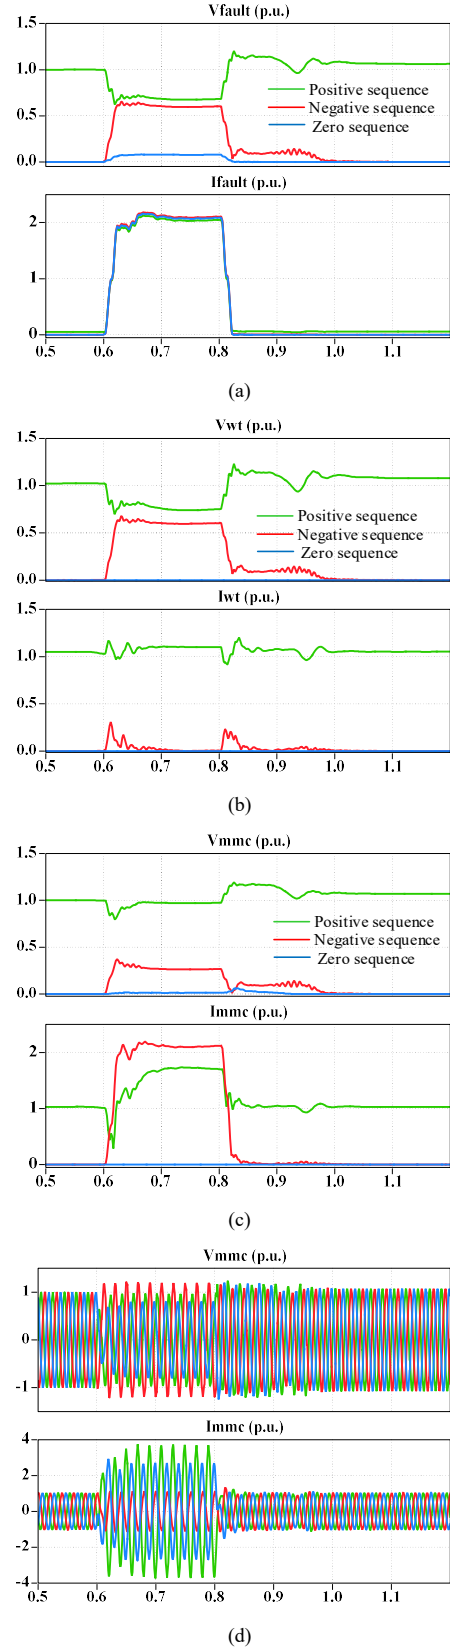 Vfault (p.u.)
1.5
1.0
Positive sequence
Negative sequence
0.5
Zero sequence
0.0
Ifault (p.u.)
2
1
0
0.5 0.6 0.7 0.8 0.9 1.0 1.1
(a)
Vwt (p.u.)
1.5
1.0
Positive sequence
0.5
Negative sequence
Zero sequence
0.0
Iwt (p.u.)
1.5
1.0
0.5
0.0
0.5 0.6 0.7 0.8 0.9 1.0 1.1
(b)
Vmmc (p.u.)
1.5
1.0
Positive sequence
Negative sequence
0.5
Zero sequence
0.0
Immc (p.u.)
2
1
0
0.5 0.6 0.7 0.8 0.9 1.0 1.1
(c)
Vmmc (p.u.)
1
0
-1
Immc (p.u.)
4
2
0
-2
-4
0.5 0.6 0.7 0.8 0.9 1.0 1.1
(d)